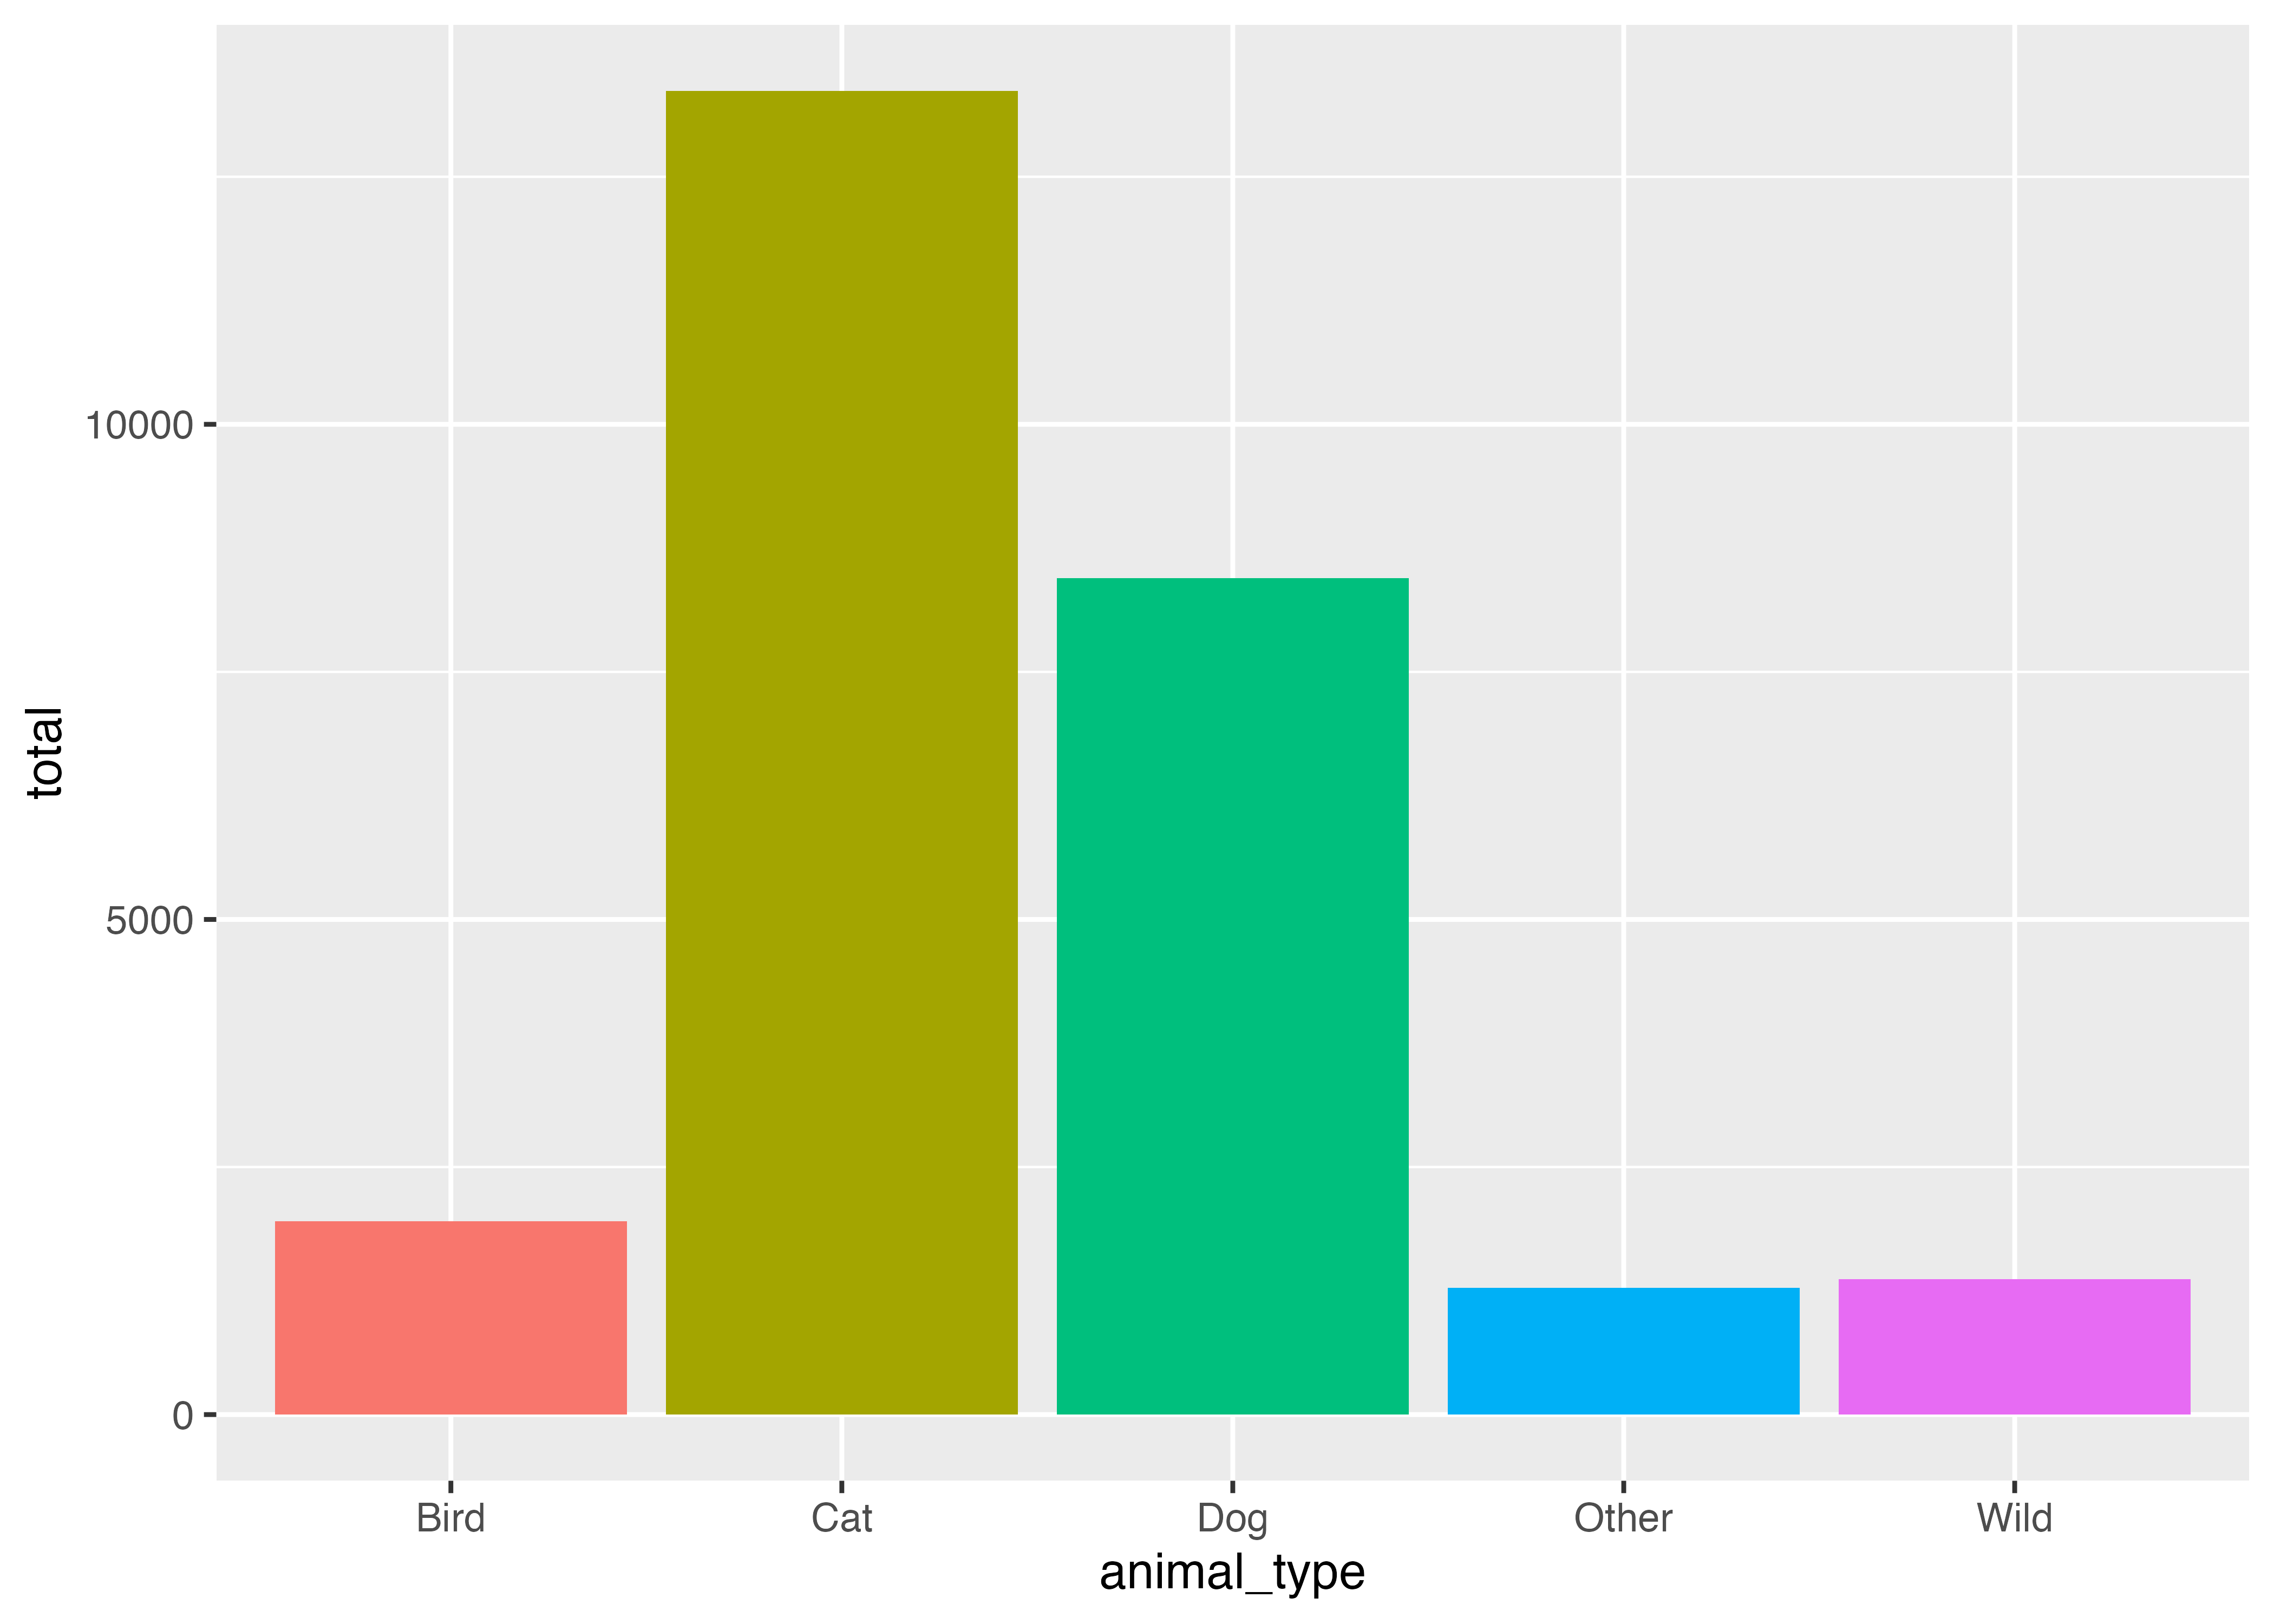 total
10000
5000
0
Bird Cat Dog Other Wild
animal_type